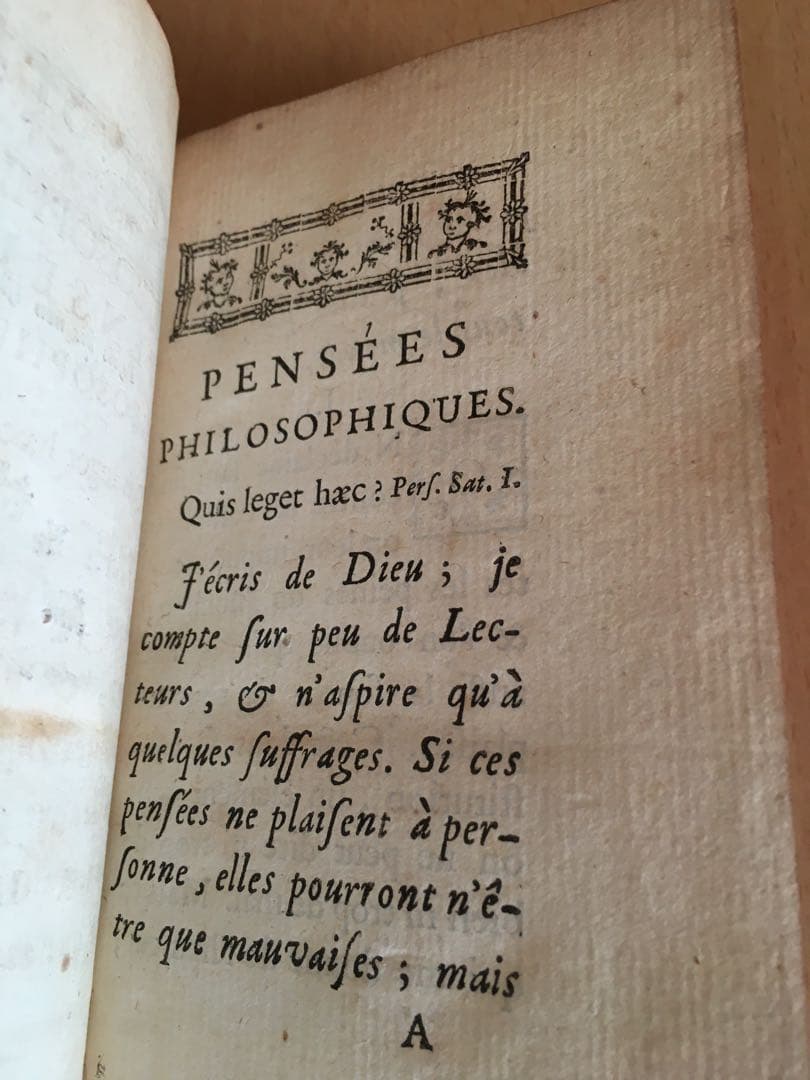 PENSÉES
PHILOSOPHIQUES.
Quis leget hæc ? Perſ. Sat. I.
J'écris de Dieu ; je
compte ſur peu de Lec-
teurs , & n'aſpire qu'à
quelques ſuffrages. Si ces
penſées ne plaiſent à per-
ſonne , elles pourront n'ê-
tre que mauvaiſes ; mais
A